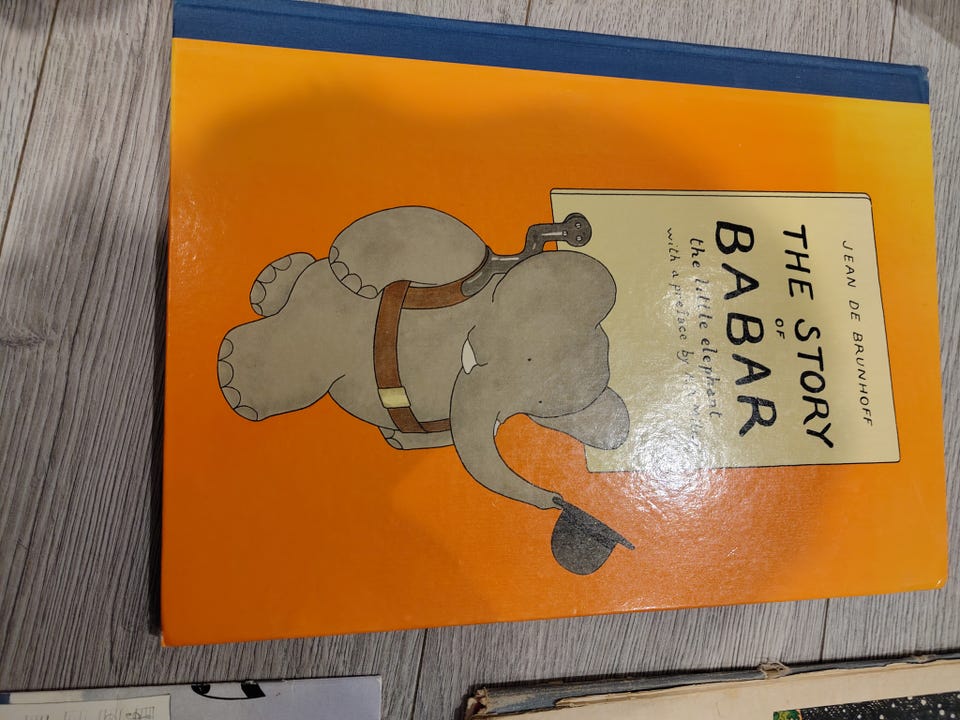 JEAN DE BRUNHOFF
THE STORY
OF
BABAR
the little elephant
with a preface by